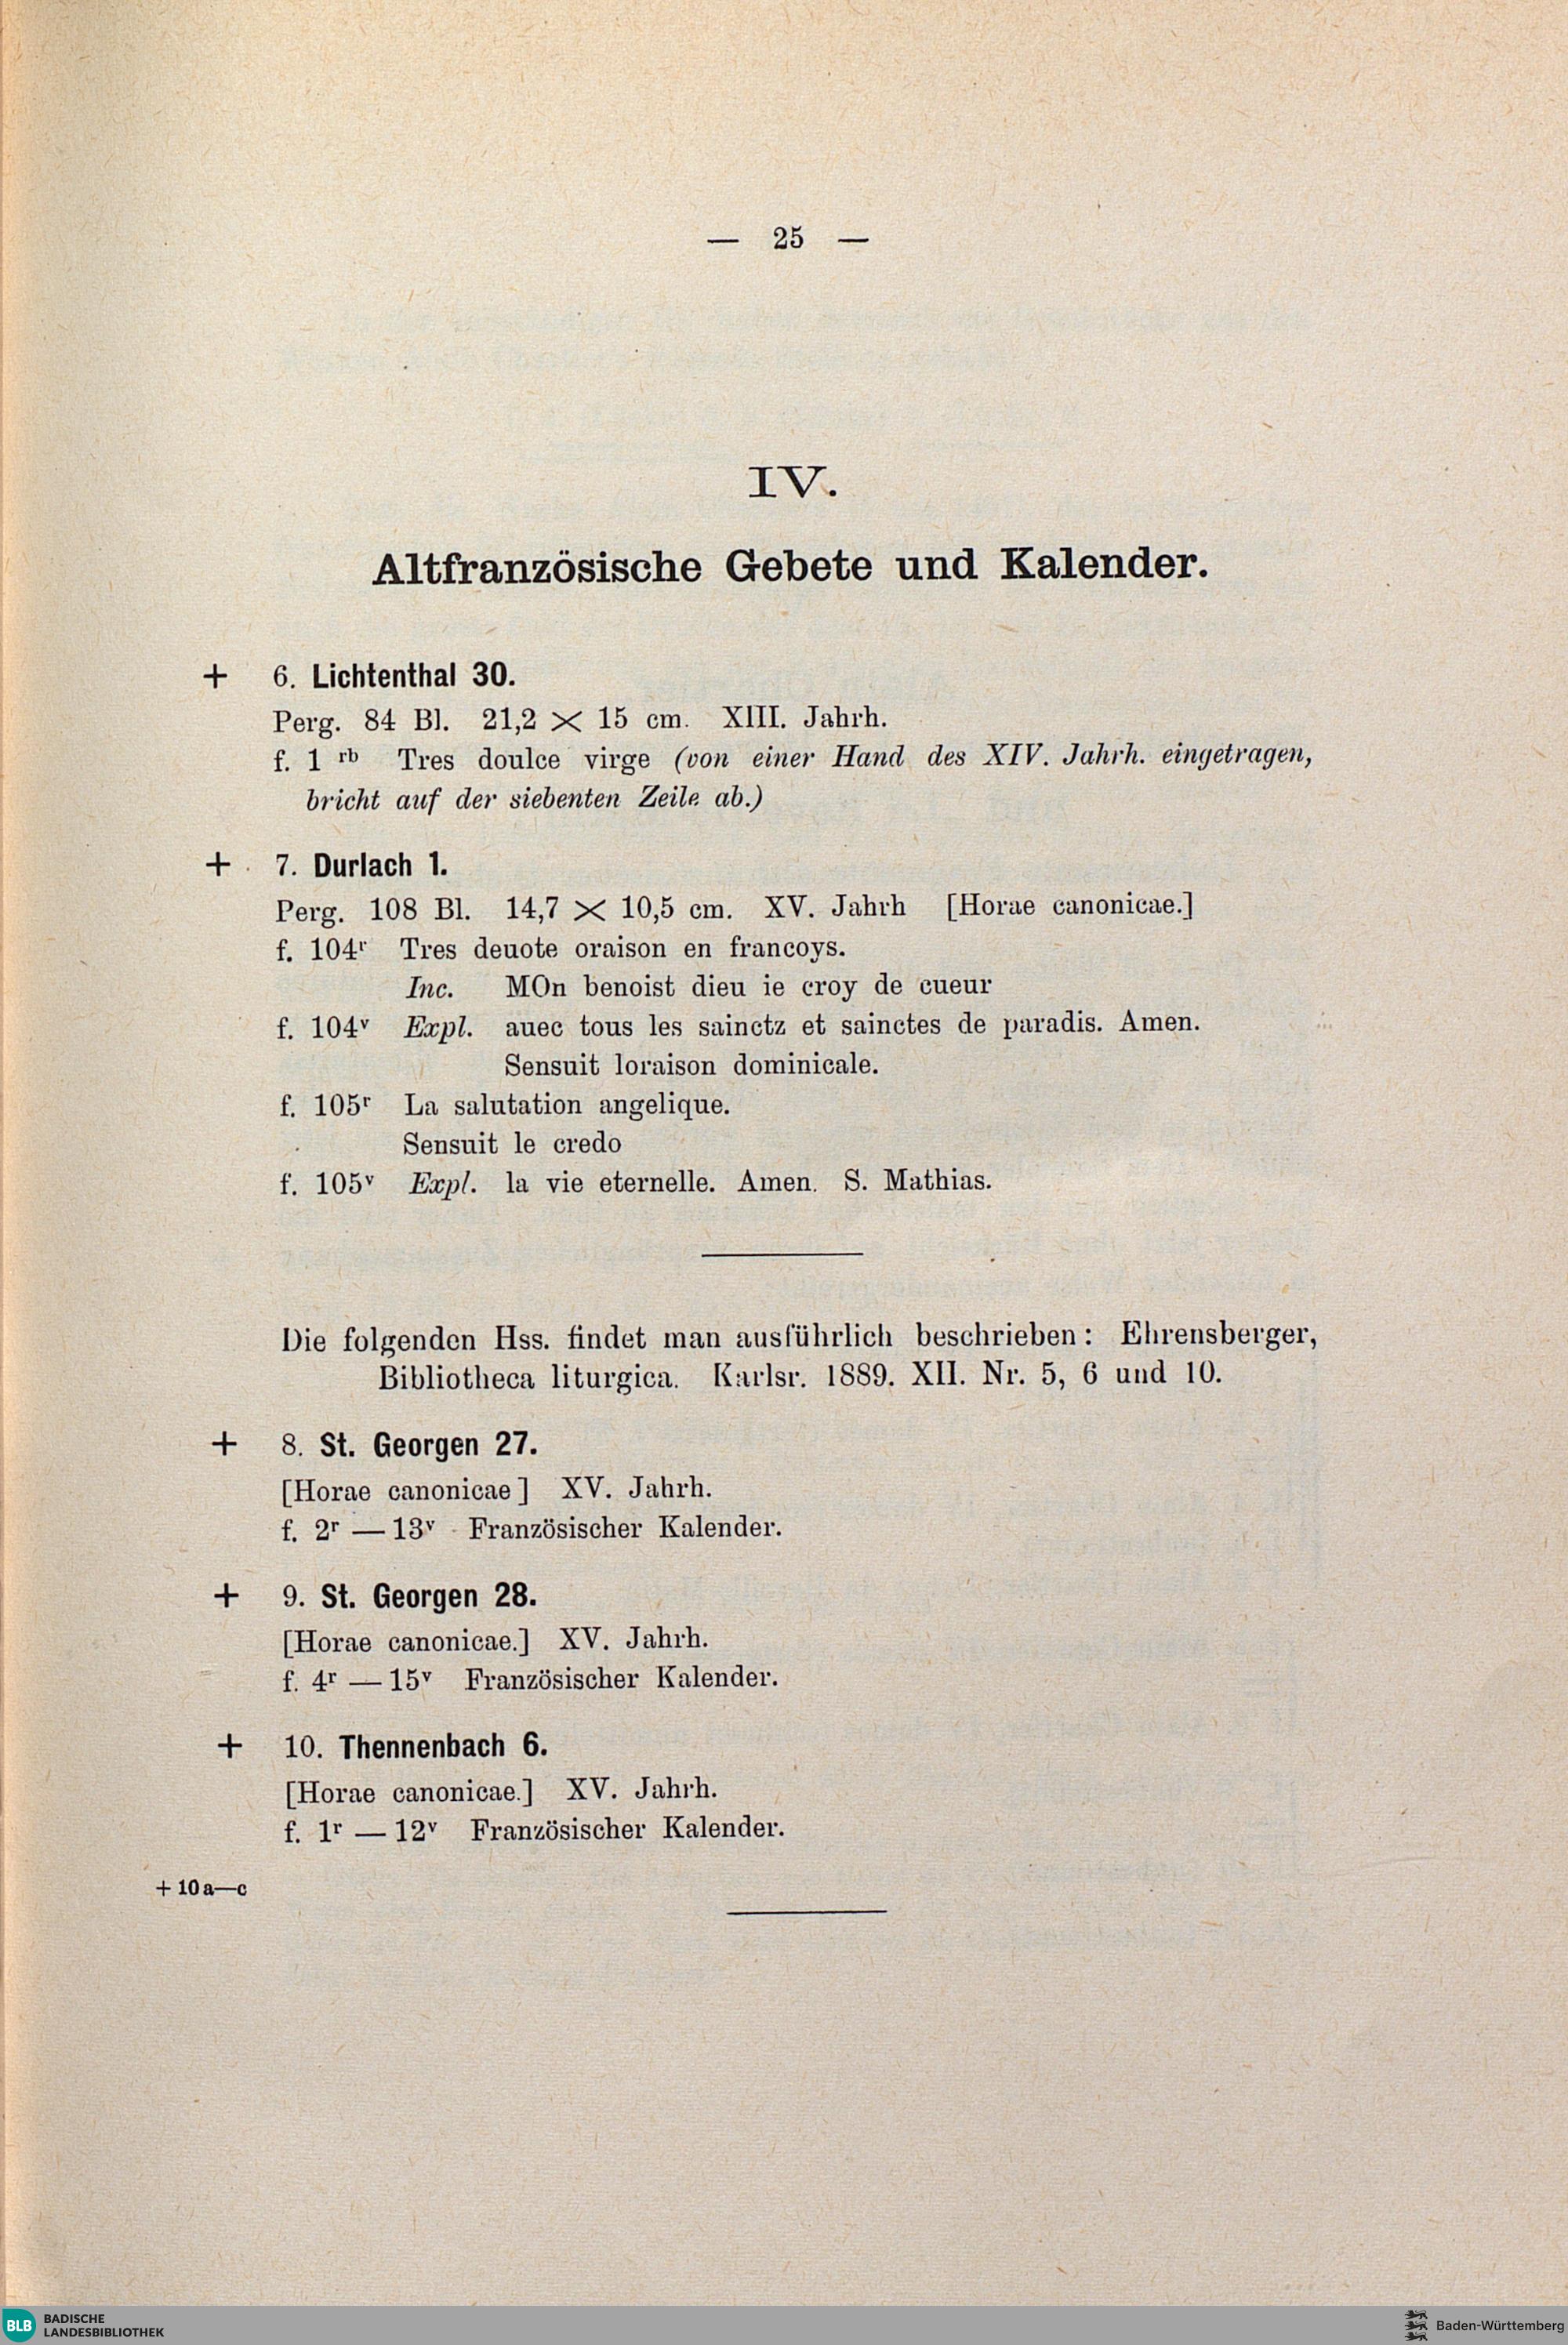 — 25 —
IV.
Altfranzösische Gebete und Kalender.
+ 6. Lichtenthal 30.
Perg. 84 Bl. 21,2 × 15 cm. XIII. Jahrh.
f. 1 rb Tres doulce virge (von einer Hand des XIV. Jahrh. eingetragen,
bricht auf der siebenten Zeile ab.)
+ 7. Durlach 1.
Perg. 108 Bl. 14,7 × 10,5 cm. XV. Jahrh [Horae canonicae.]
f. 104r Tres deuote oraison en francoys.
Inc. MOn benoist dieu ie croy de cueur
f. 104v Expl. auec tous les sainctz et sainctes de paradis. Amen.
Sensuit loraison dominicale.
f. 105r La salutation angelique.
Sensuit le credo
f. 105v Expl. la vie eternelle. Amen. S. Mathias.
Die folgenden Hss. findet man ausführlich beschrieben: Ehrensberger,
Bibliotheca liturgica. Karlsr. 1889. XII. Nr. 5, 6 und 10.
+ 8. St. Georgen 27.
[Horae canonicae] XV. Jahrh.
f. 2r — 13v Französischer Kalender.
+ 9. St. Georgen 28.
[Horae canonicae.] XV. Jahrh.
f. 4r — 15v Französischer Kalender.
+ 10. Thennenbach 6.
[Horae canonicae.] XV. Jahrh.
f. 1r — 12v Französischer Kalender.
+ 10a—c
BLB BADISCHE
LANDESBIBLIOTHEK
Baden-Württemberg